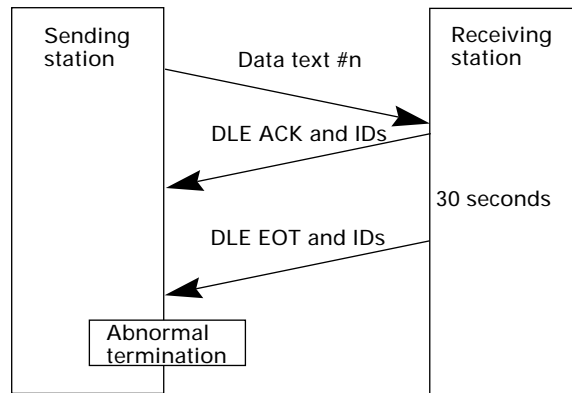 Sending
station
Receiving
station
Data text #n
DLE ACK and IDs
30 seconds
DLE EOT and IDs
Abnormal
termination